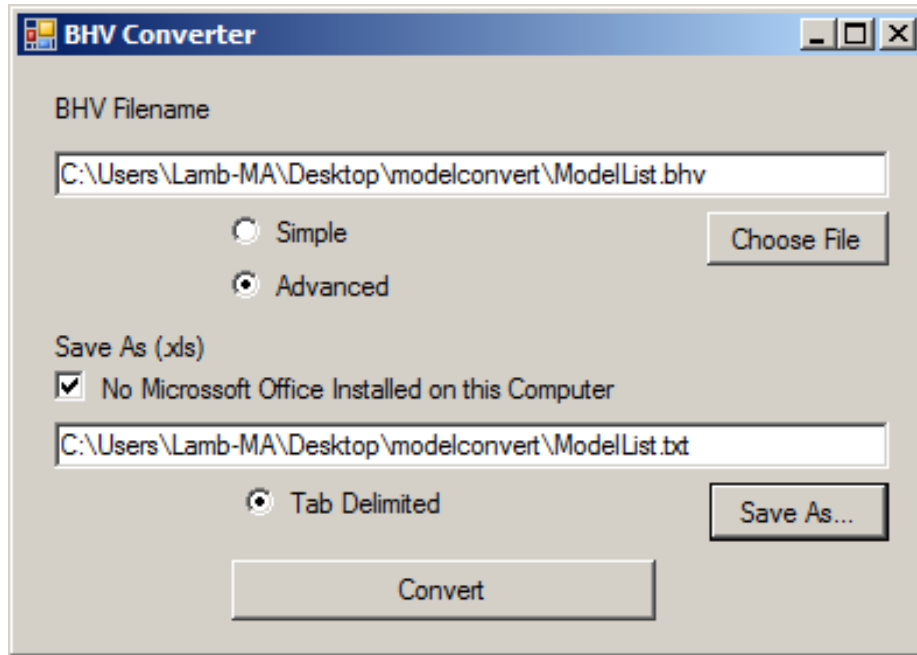 BHV Converter
BHV Filename
C:\Users\Lamb-MA\Desktop\modelconvert\ModelList.bhv
Simple
Choose File
Advanced
Save As (.xls)
No Microssoft Office Installed on this Computer
C:\Users\Lamb-MA\Desktop\modelconvert\ModelList.txt
Tab Delimited
Save As...
Convert